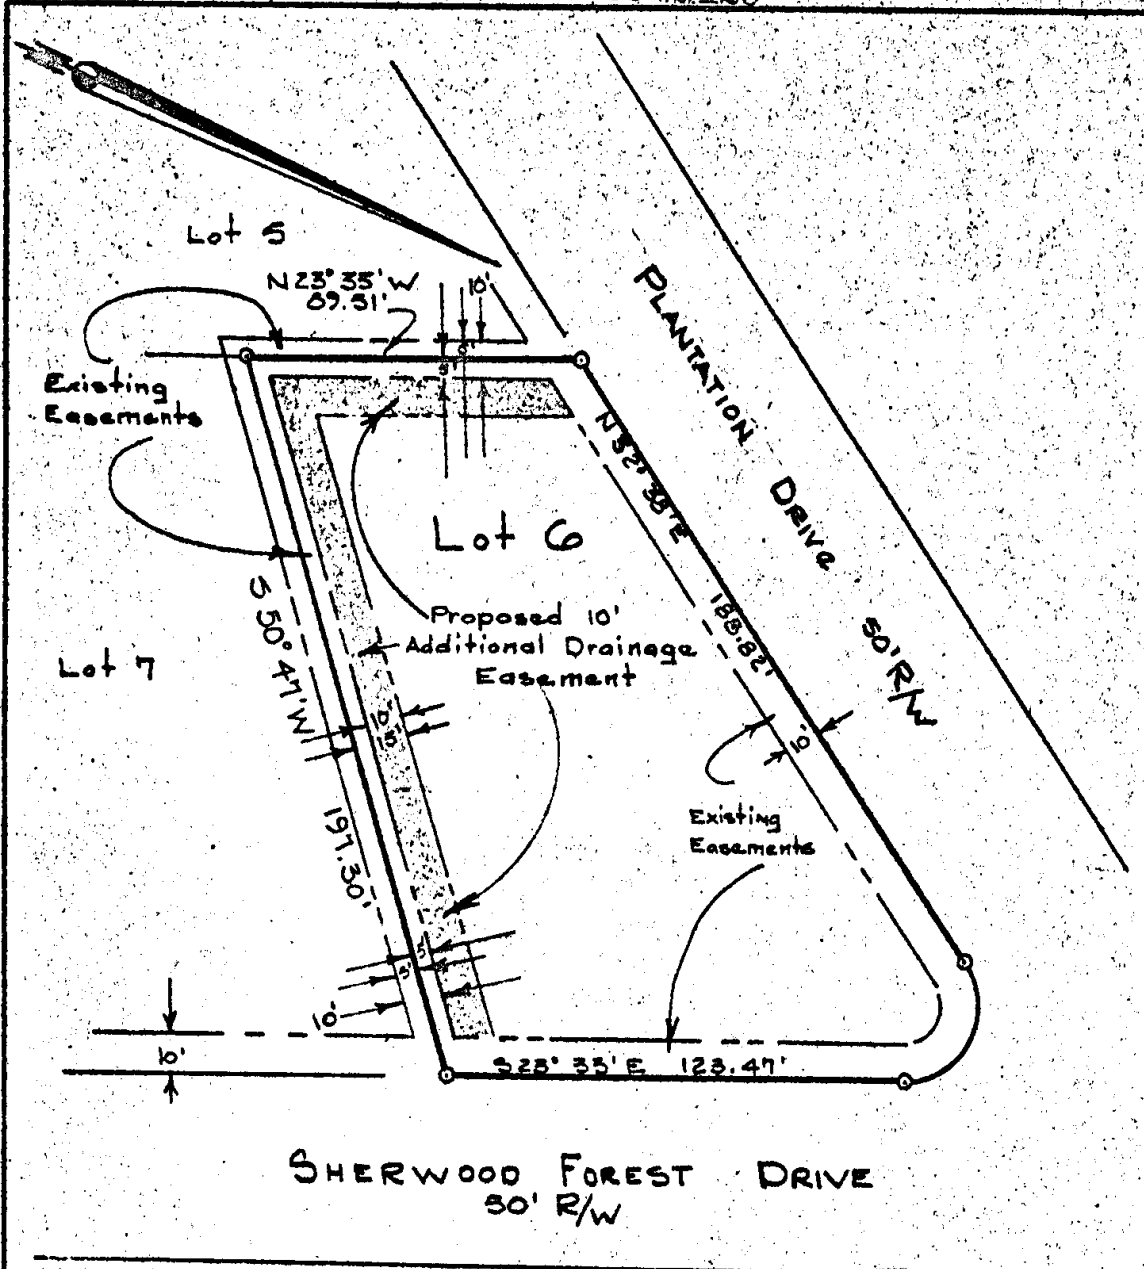 Lot 5
N 23° 35' W
89.51'
10'
Existing
Easements
PLANTATION DRIVE
50' R/W
N 32° 38' E 188.82'
Lot 6
Proposed 10'
Additional Drainage
Easement
Lot 7
S 50° 47' W 197.30'
10'
15'
10'
Existing
Easements
5'
5'
10'
10'
S 23° 35' E 123.47'
SHERWOOD FOREST DRIVE
50' R/W